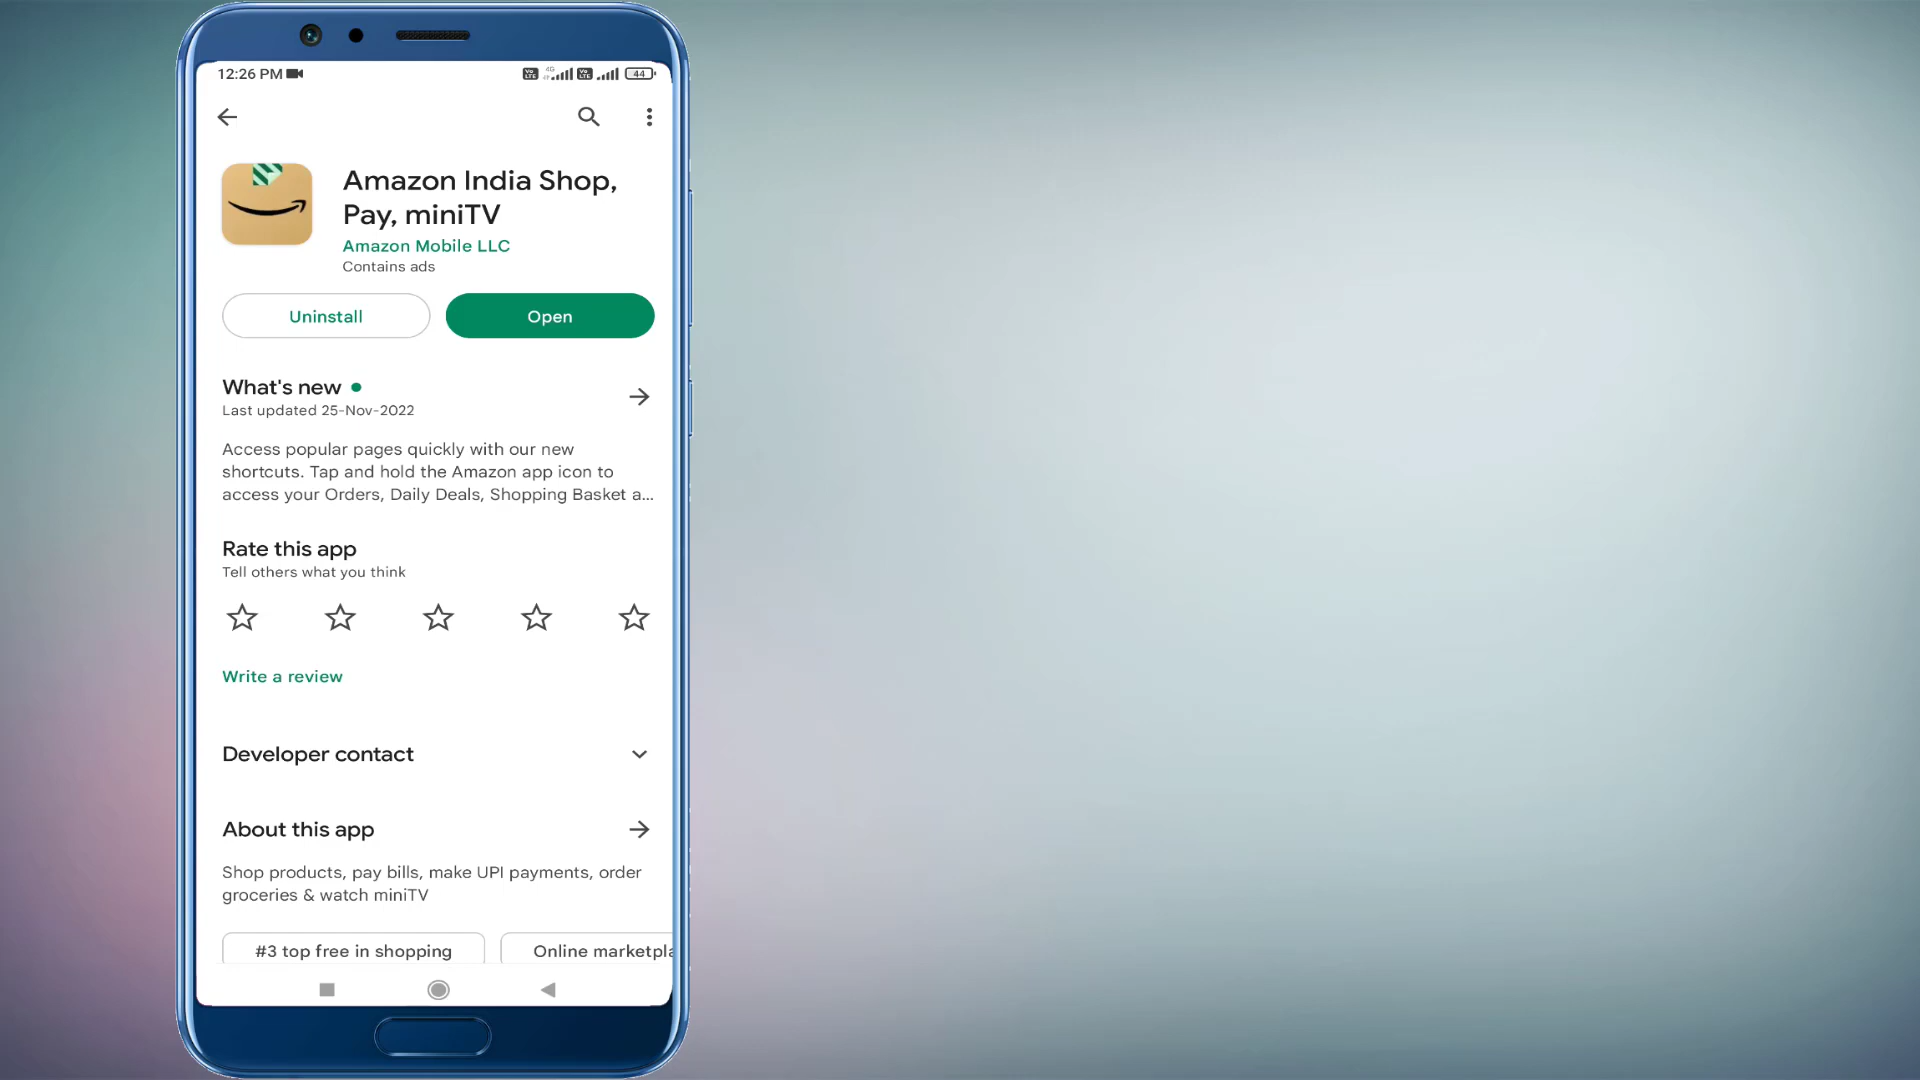 12:26 PM
44
Amazon India Shop,
Pay, miniTV
Amazon Mobile LLC
Contains ads
Uninstall
Open
What's new
Last updated 25-Nov-2022
Access popular pages quickly with our new
shortcuts. Tap and hold the Amazon app icon to
access your Orders, Daily Deals, Shopping Basket a...
Rate this app
Tell others what you think
Write a review
Developer contact
About this app
Shop products, pay bills, make UPI payments, order
groceries & watch miniTV
#3 top free in shopping
Online marketpla